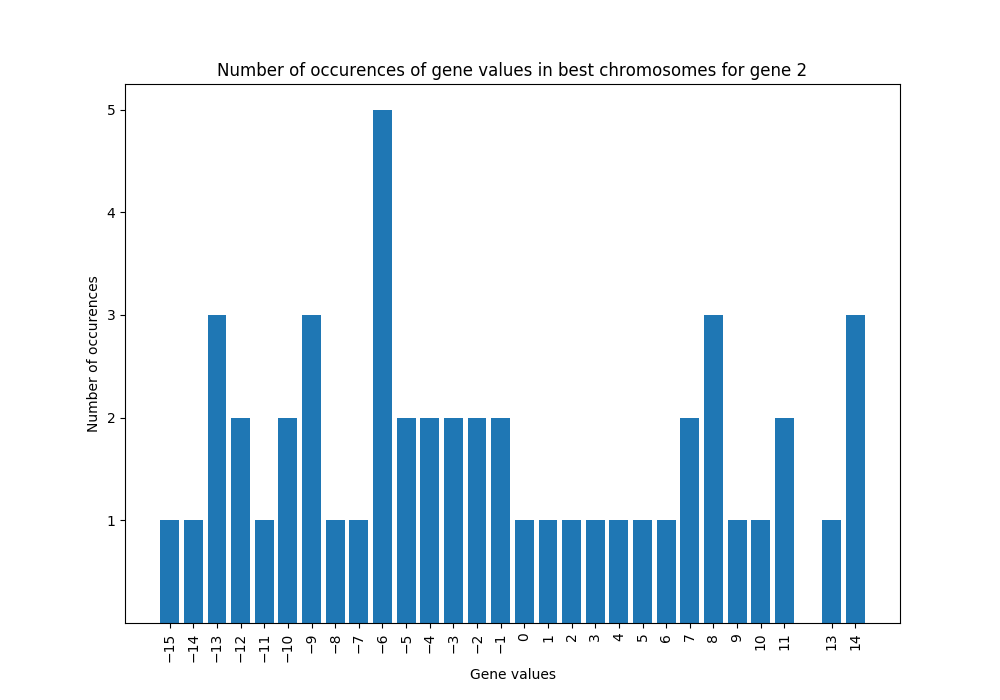 Number of occurences of gene values in best chromosomes for gene 2
Number of occurences
5
4
3
2
1
−15 −14 −13 −12 −11 −10 −9 −8 −7 −6 −5 −4 −3 −2 −1 0 1 2 3 4 5 6 7 8 9 10 11 13 14
Gene values